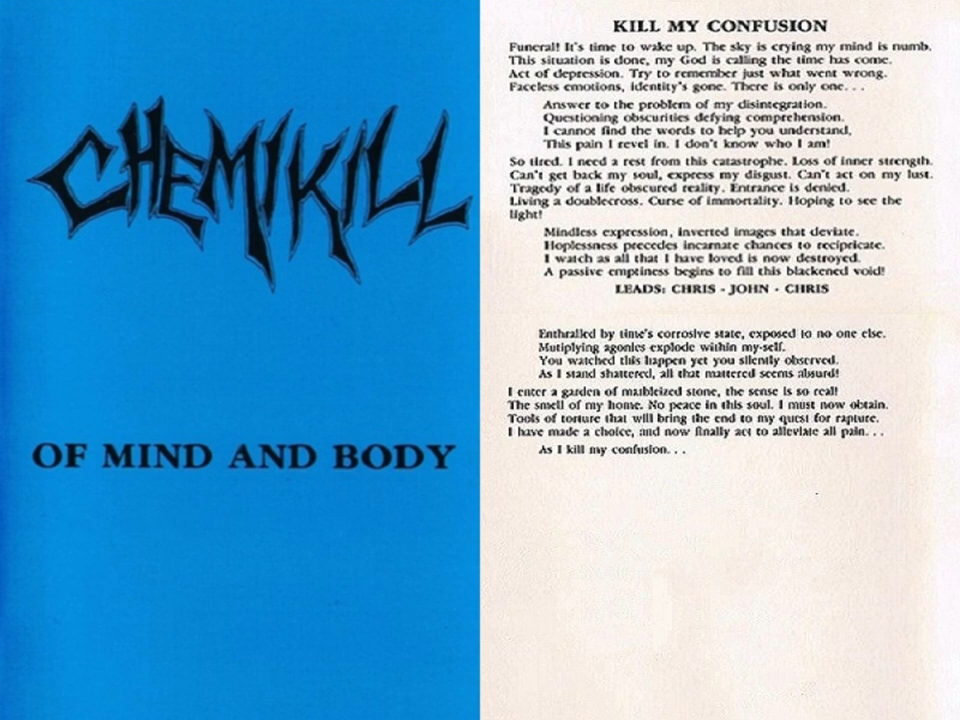 CHEMIKILL
OF MIND AND BODY
KILL MY CONFUSION
Funeral! It's time to wake up. The sky is crying my mind is numb.
This situation is done, my God is calling the time has come.
Act of depression. Try to remember just what went wrong.
Faceless emotions, identity's gone. There is only one. . .
Answer to the problem of my disintegration.
Questioning obscurities defying comprehension.
I cannot find the words to help you understand,
This pain I revel in. I don't know who I am!
So tired. I need a rest from this catastrophe. Loss of inner strength.
Can't get back my soul, express my disgust. Can't act on my lust.
Tragedy of a life obscured reality. Entrance is denied.
Living a doublecross. Curse of immortality. Hoping to see the
light!
Mindless expression, inverted images that deviate.
Hoplessness precedes incarnate chances to recipricate.
I watch as all that I have loved is now destroyed.
A passive emptiness begins to fill this blackened void!
LEADS: CHRIS - JOHN - CHRIS
Enthralled by time's corrosive state, exposed to no one else.
Mutiplying agonies explode within my-self.
You watched this happen yet you silently observed.
As I stand shattered, all that mattered seems absurd!
I enter a garden of marbleized stone, the sense is so real!
The smell of my home. No peace in this soul. I must now obtain.
Tools of torture that will bring the end to my quest for rapture.
I have made a choice, and now finally act to alleviate all pain. . .
As I kill my confusion. . .